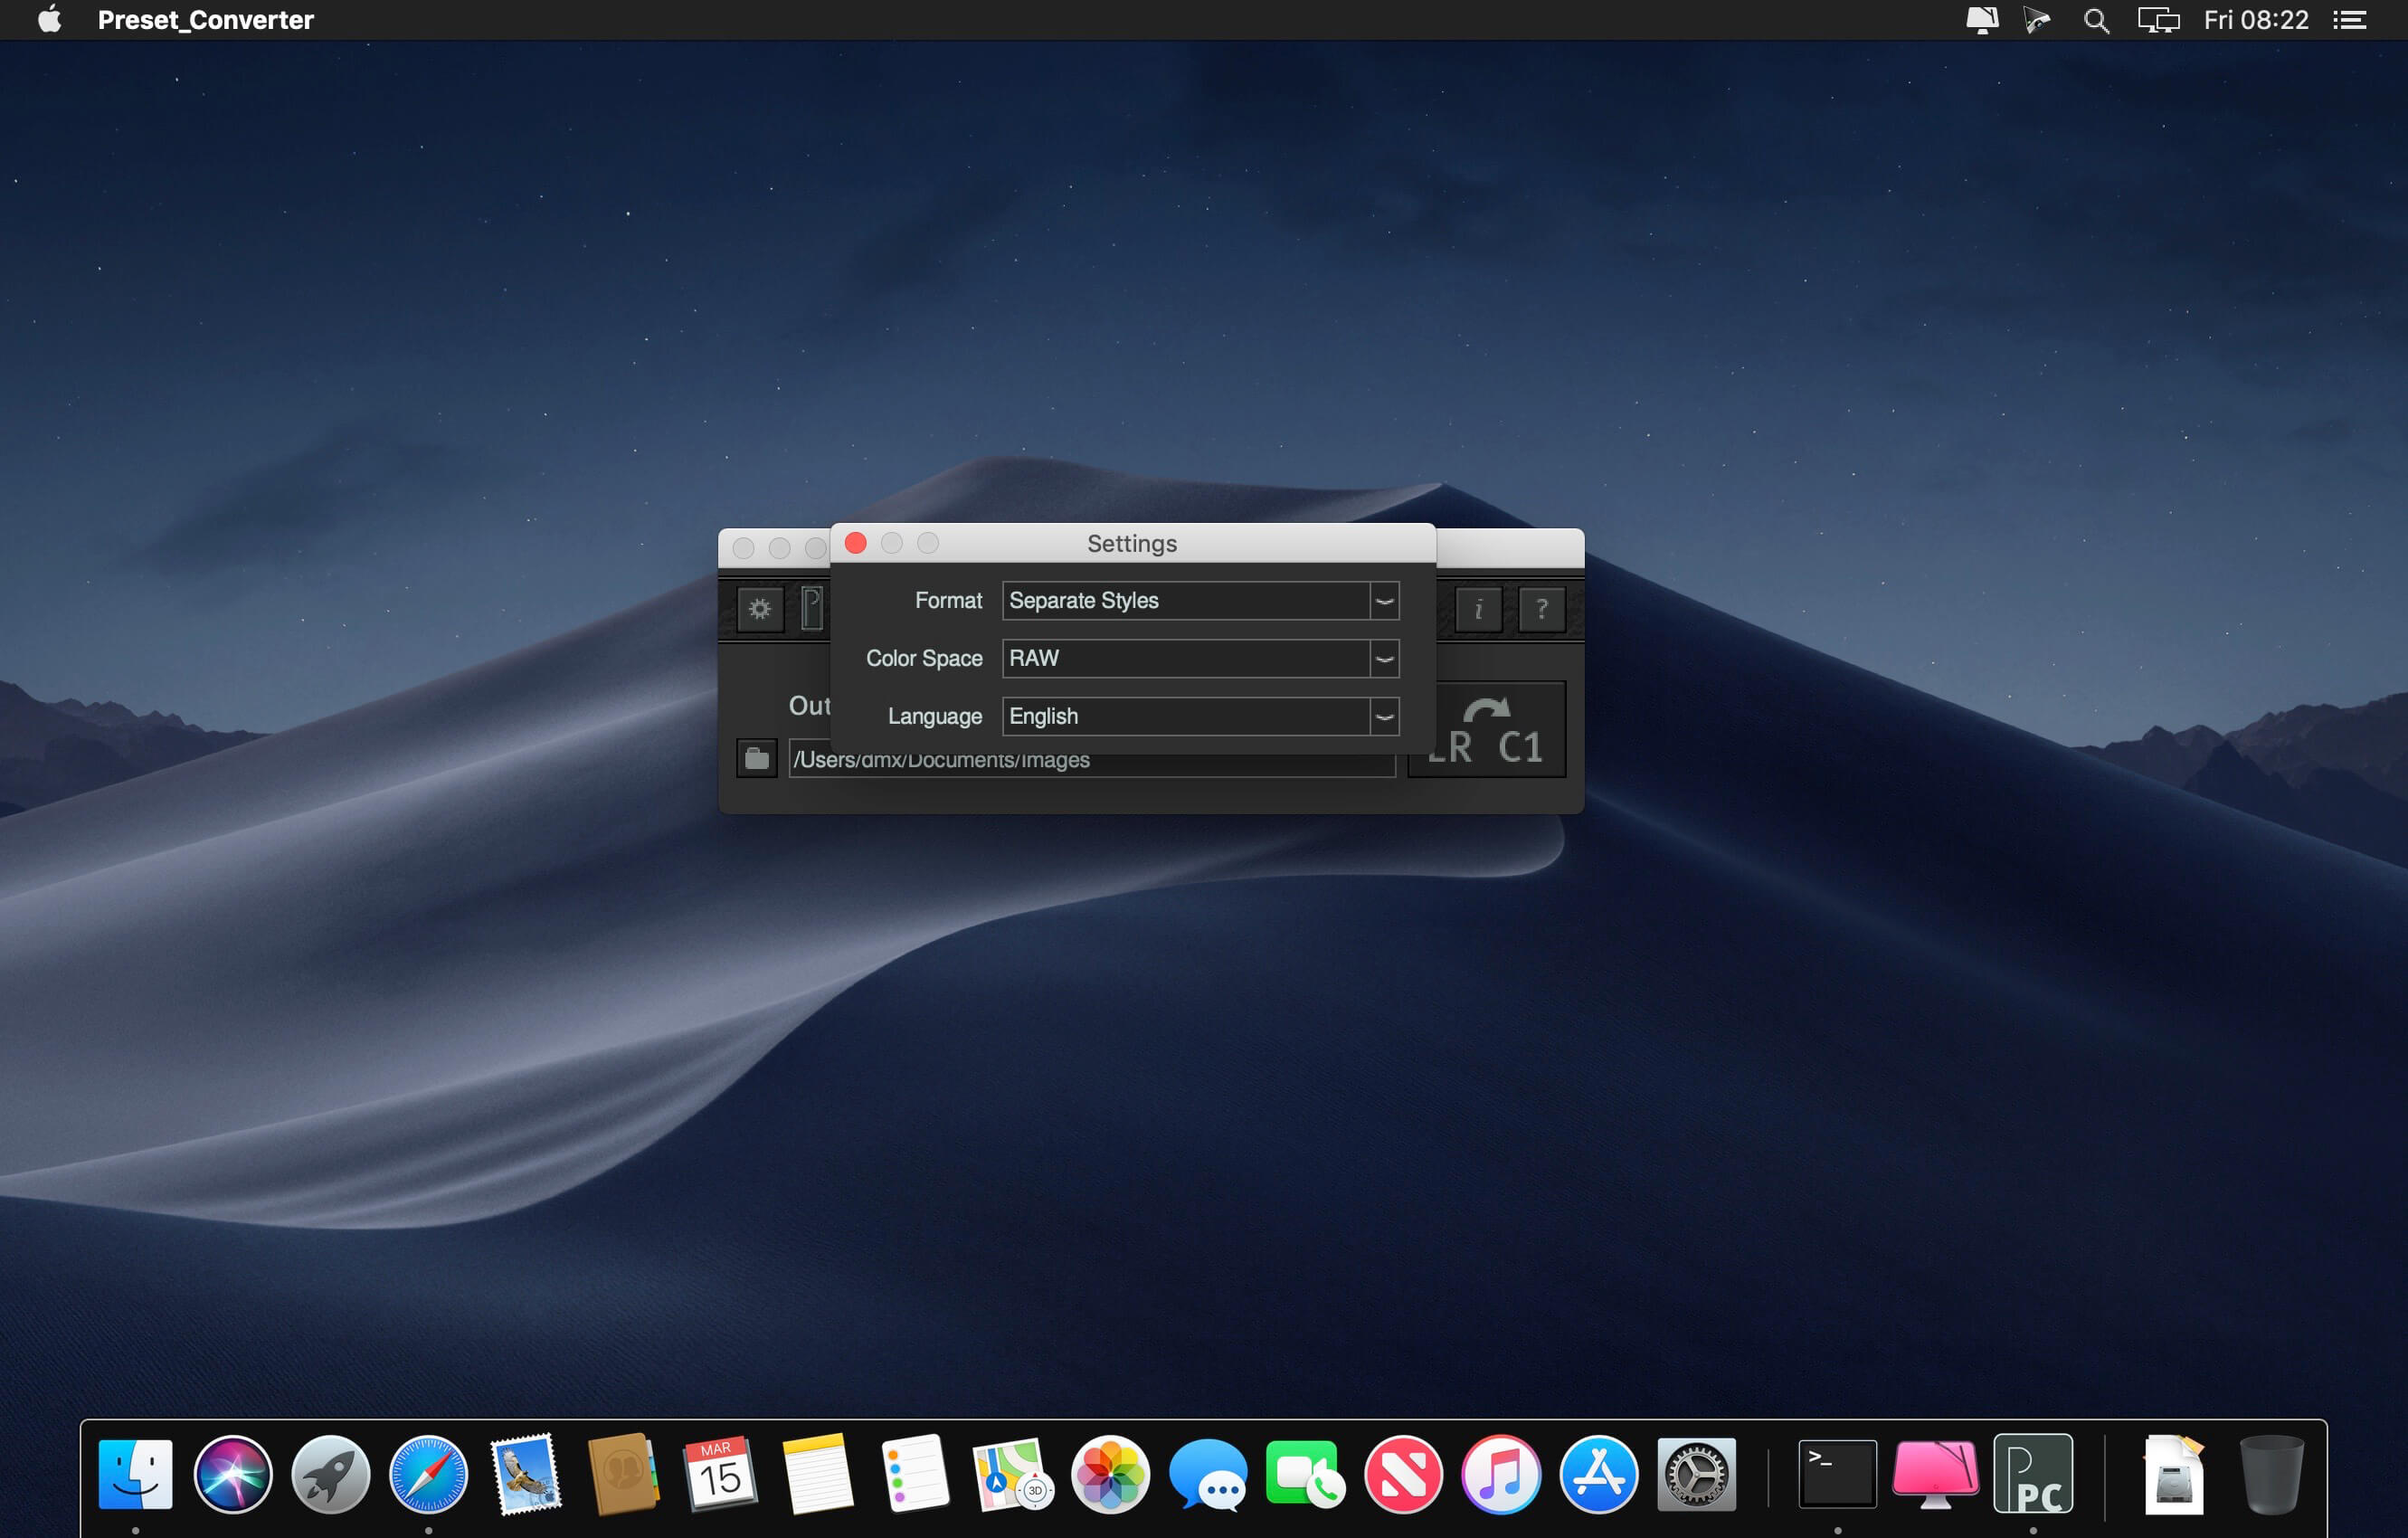 Preset_Converter
Fri 08:22
Settings
Format
Separate Styles
i
?
Color Space
RAW
Out
Language
English
LR C1
/Users/dmx/Documents/Images
MAR
15
3D
>_
PC